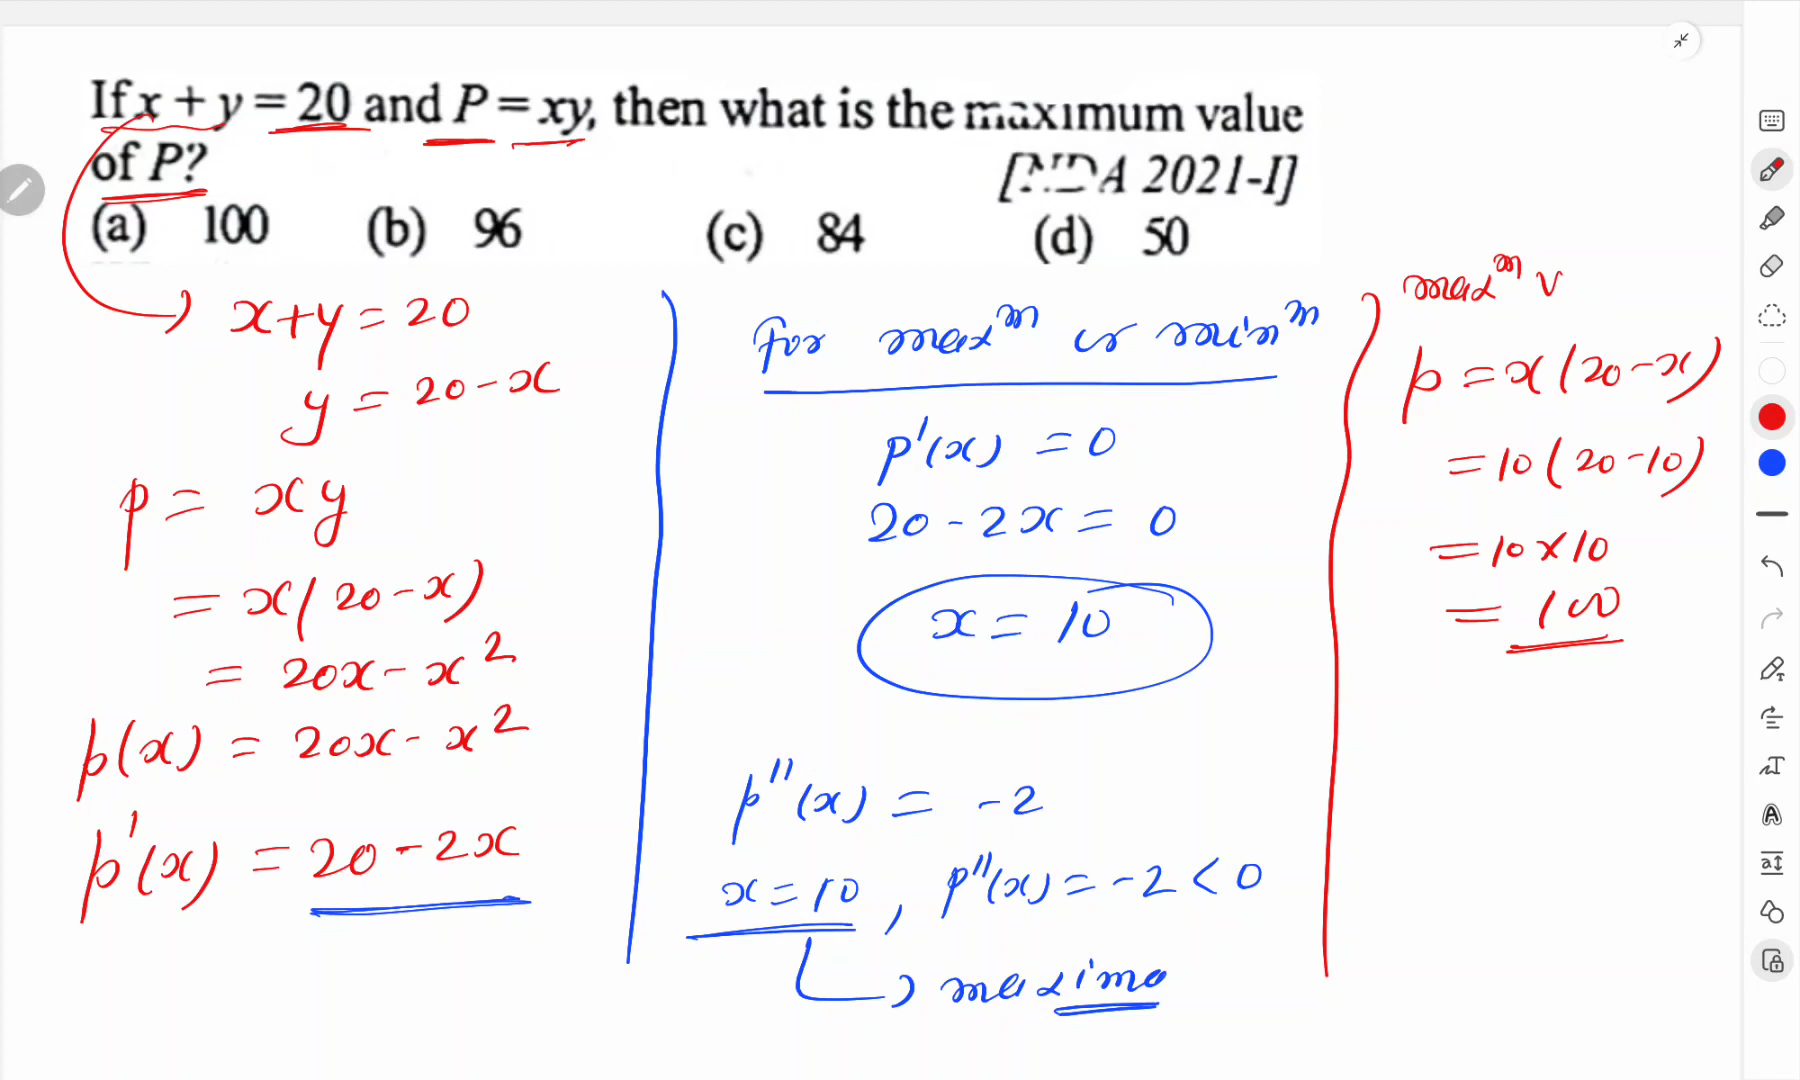 If x + y = 20 and P = xy, then what is the maximum value
of P?
[NDA 2021-I]
(a) 100 (b) 96 (c) 84 (d) 50
x+y = 20
y = 20-x
p = xy
= x(20-x)
= 20x-x²
p(x) = 20x-x²
p'(x) = 20-2x
for maxᵐ or minᵐ
p'(x) = 0
20-2x = 0
x = 10
p''(x) = -2
x=10, p''(x) = -2 < 0
maxima
maxᵐ v
p = x(20-x)
= 10(20-10)
= 10×10
= 100